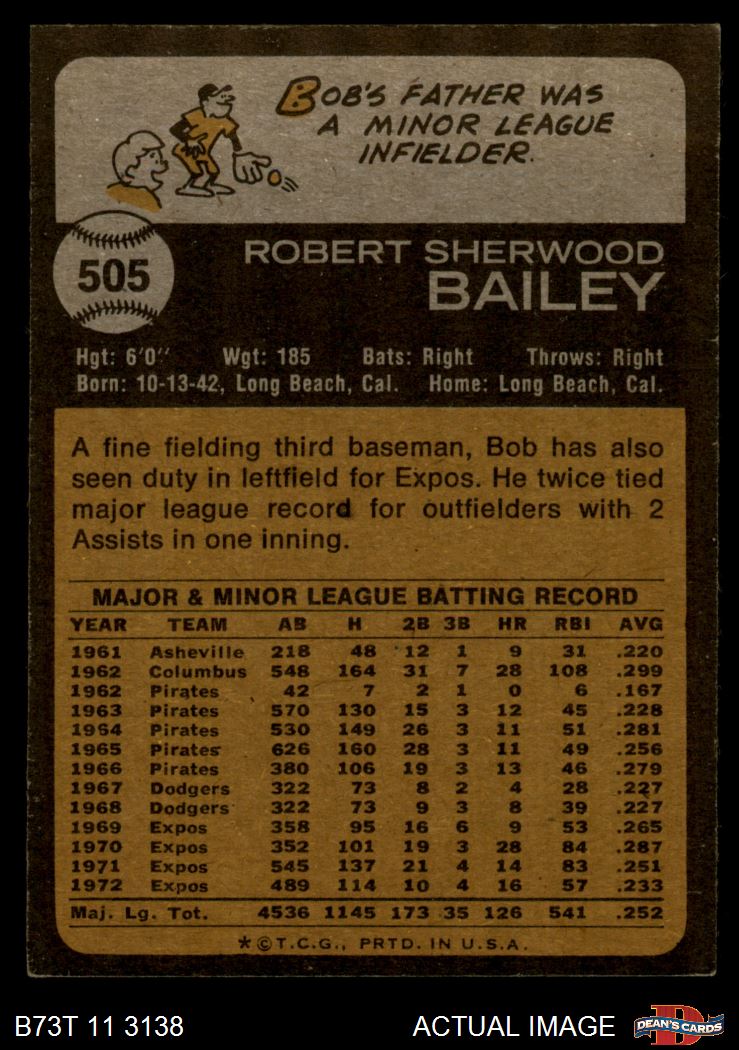 BOB'S FATHER WAS
A MINOR LEAGUE
INFIELDER.
505
ROBERT SHERWOOD
BAILEY
Hgt: 6'0" Wgt: 185 Bats: Right Throws: Right
Born: 10-13-42, Long Beach, Cal. Home: Long Beach, Cal.
A fine fielding third baseman, Bob has also
seen duty in leftfield for Expos. He twice tied
major league record for outfielders with 2
Assists in one inning.
MAJOR & MINOR LEAGUE BATTING RECORD
YEAR TEAM AB H 2B 3B HR RBI AVG
1961 Asheville 218 48 12 1 9 31 .220
1962 Columbus 548 164 31 7 28 108 .299
1962 Pirates 42 7 2 1 0 6 .167
1963 Pirates 570 130 15 3 12 45 .228
1964 Pirates 530 149 26 3 11 51 .281
1965 Pirates 626 160 28 3 11 49 .256
1966 Pirates 380 106 19 3 13 46 .279
1967 Dodgers 322 73 8 2 4 28 .227
1968 Dodgers 322 73 9 3 8 39 .227
1969 Expos 358 95 16 6 9 53 .265
1970 Expos 352 101 19 3 28 84 .287
1971 Expos 545 137 21 4 14 83 .251
1972 Expos 489 114 10 4 16 57 .233
Maj. Lg. Tot. 4536 1145 173 35 126 541 .252
*©T.C.G., PRTD. IN U.S.A.
B73T 11 3138 ACTUAL IMAGE D DEAN'S CARDS